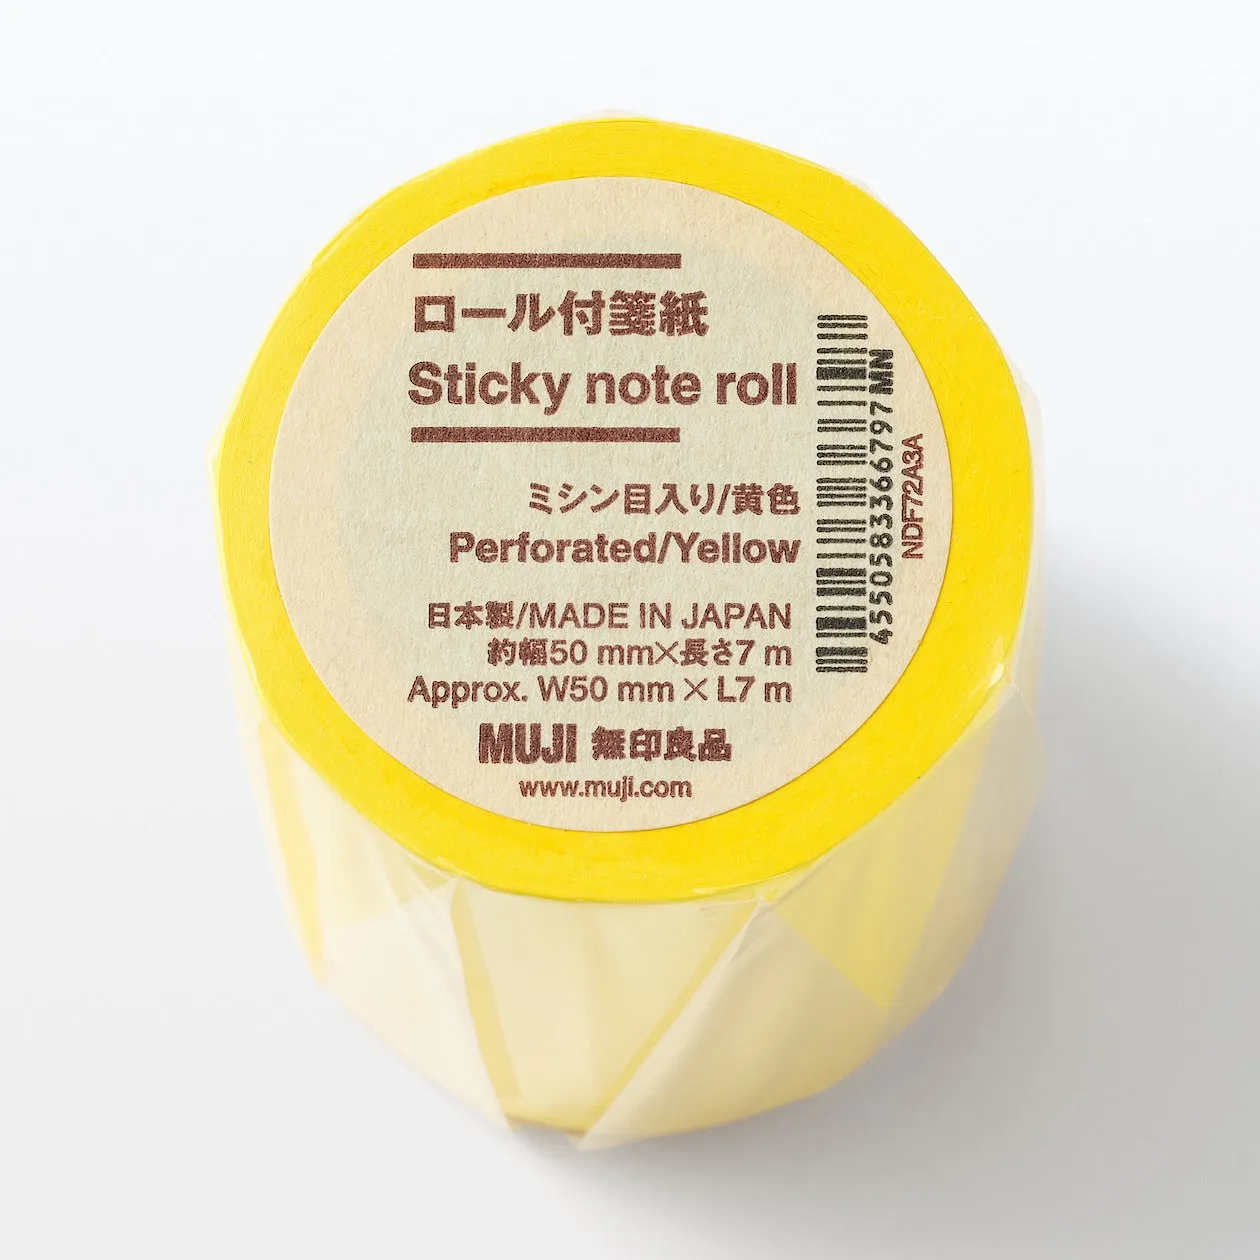 ロール付箋紙
Sticky note roll
ミシン目入り/黄色
Perforated/Yellow
日本製/MADE IN JAPAN
約幅50 mm×長さ7 m
Approx. W50 mm × L7 m
MUJI 無印良品
www.muji.com
4550583366797MN
NDF72A3A